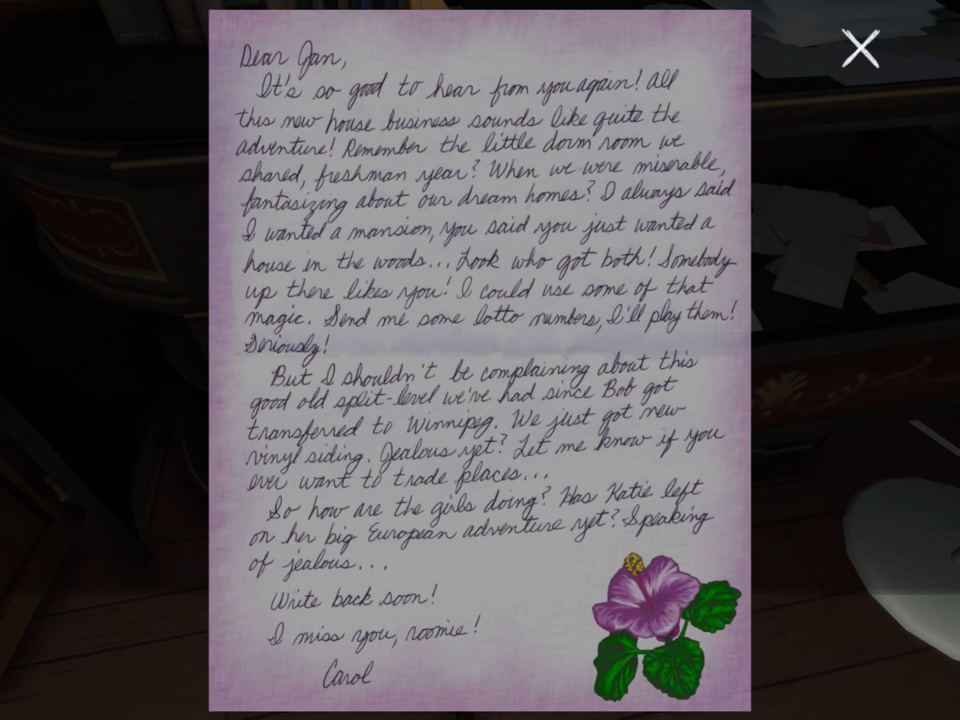 Dear Jan,
It's so good to hear from you again! All
this new house business sounds like quite the
adventure! Remember the little dorm room we
shared, freshman year? When we were miserable,
fantasizing about our dream homes? I always said
I wanted a mansion, you said you just wanted a
house in the woods... Look who got both! Somebody
up there likes you! I could use some of that
magic. Send me some lotto numbers, I'll play them!
Seriously!
But I shouldn't be complaining about this
good old split-level we've had since Bob got
transferred to Winnipeg. We just got new
vinyl siding. Jealous yet? Let me know if you
ever want to trade places...
So how are the girls doing? Has Katie left
on her big European adventure yet? Speaking
of jealous...
Write back soon!
I miss you, roomie!
Carol